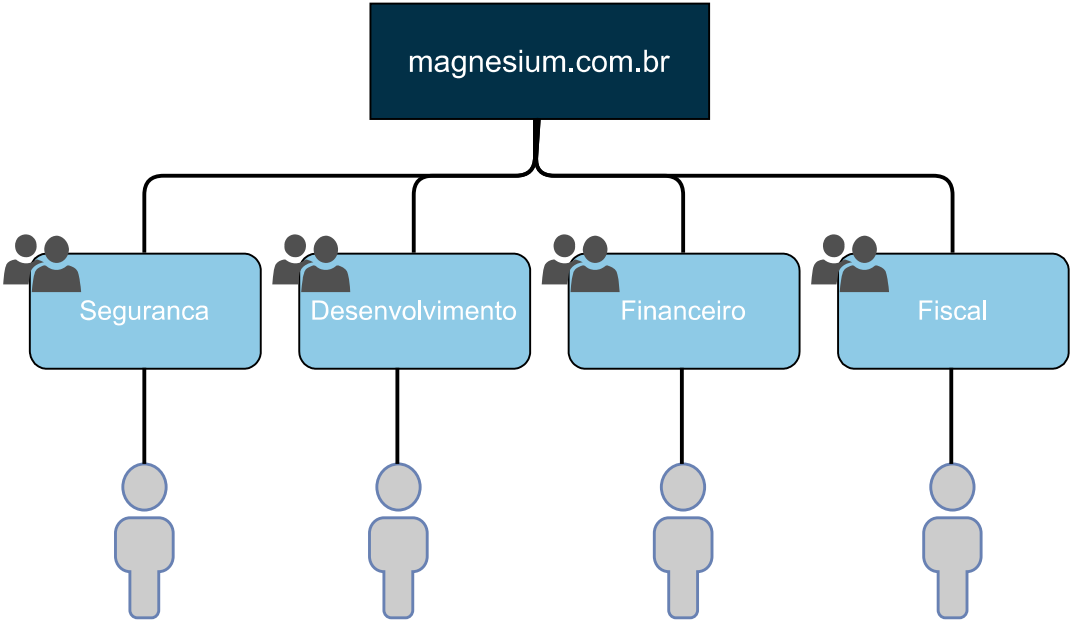 magnesium.com.br
Seguranca
Desenvolvimento
Financeiro
Fiscal